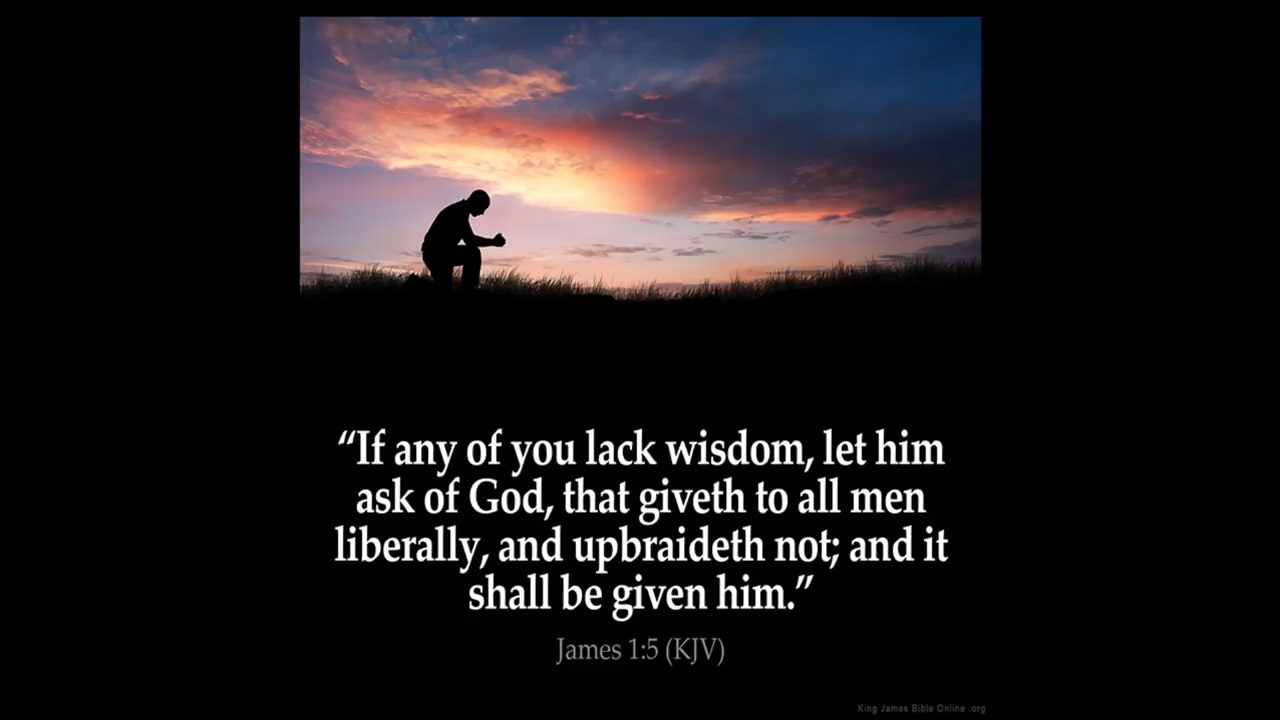 “If any of you lack wisdom, let him
ask of God, that giveth to all men
liberally, and upbraideth not; and it
shall be given him.”
James 1:5 (KJV)
King James Bible Online .org